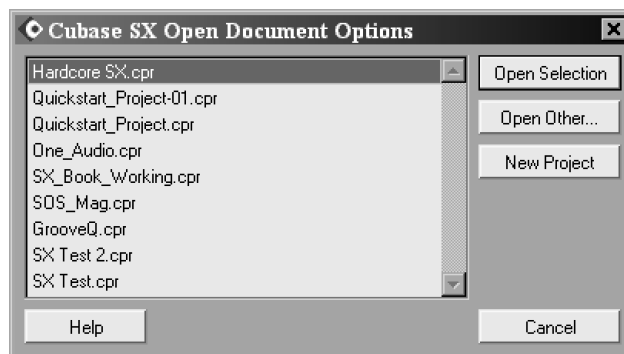 Cubase SX Open Document Options
Hardcore SX.cpr
Quickstart_Project-01.cpr
Quickstart_Project.cpr
One_Audio.cpr
SX_Book_Working.cpr
SOS_Mag.cpr
GrooveQ.cpr
SX Test 2.cpr
SX Test.cpr
Open Selection
Open Other...
New Project
Help
Cancel